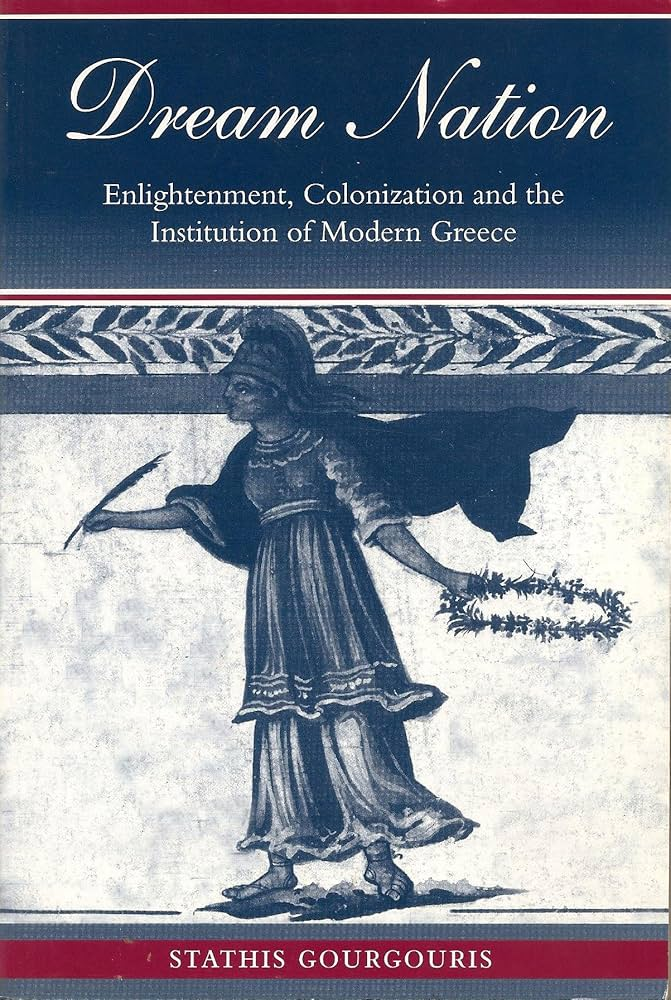 Dream Nation
Enlightenment, Colonization and the
Institution of Modern Greece
STATHIS GOURGOURIS